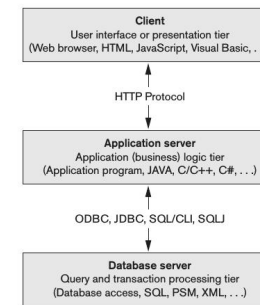 Client
User interface or presentation tier
(Web browser, HTML, JavaScript, Visual Basic, .
HTTP Protocol
Application server
Application (business) logic tier
(Application program, JAVA, C/C++, C#, . . .)
ODBC, JDBC, SQL/CLI, SQLJ
Database server
Query and transaction processing tier
(Database access, SQL, PSM, XML, . . .)